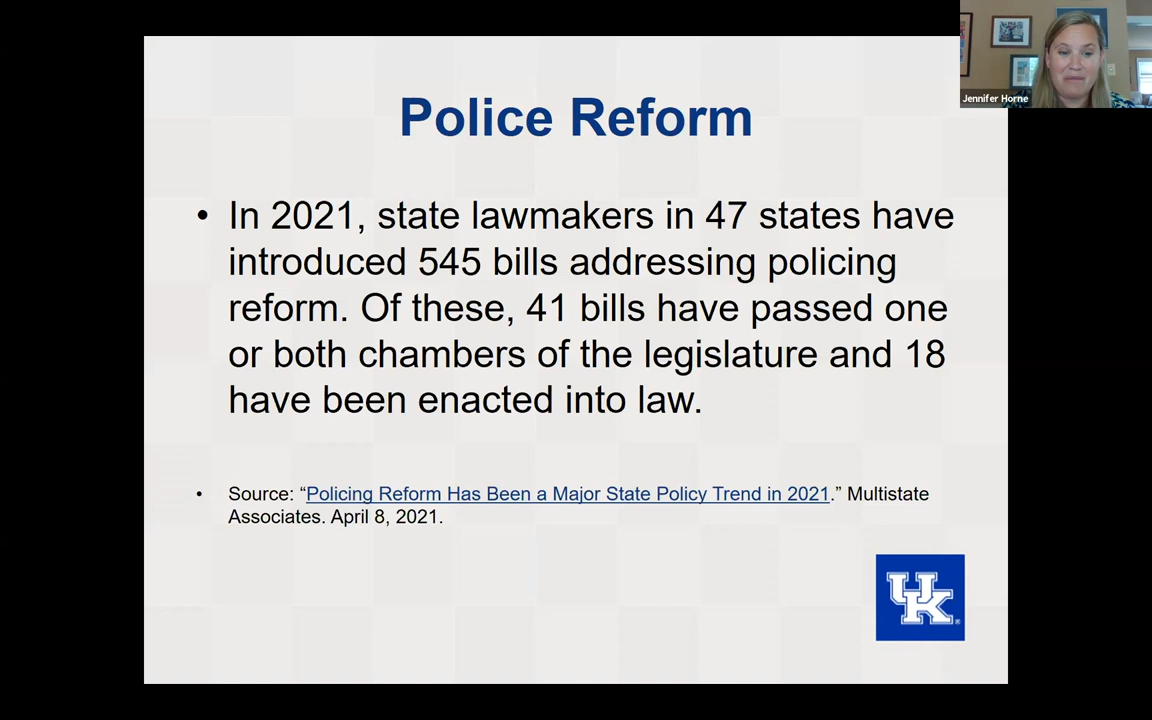 Jennifer Horne
Police Reform
• In 2021, state lawmakers in 47 states have
introduced 545 bills addressing policing
reform. Of these, 41 bills have passed one
or both chambers of the legislature and 18
have been enacted into law.
• Source: “Policing Reform Has Been a Major State Policy Trend in 2021.” Multistate
Associates. April 8, 2021.
UK®